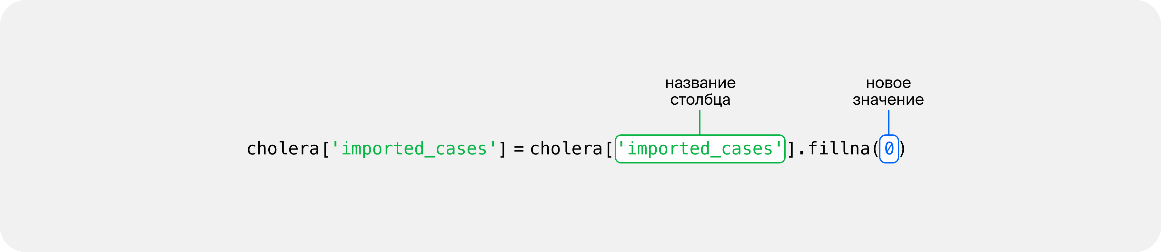 название
столбца
новое
значение
cholera['imported_cases'] = cholera['imported_cases'].fillna(0)